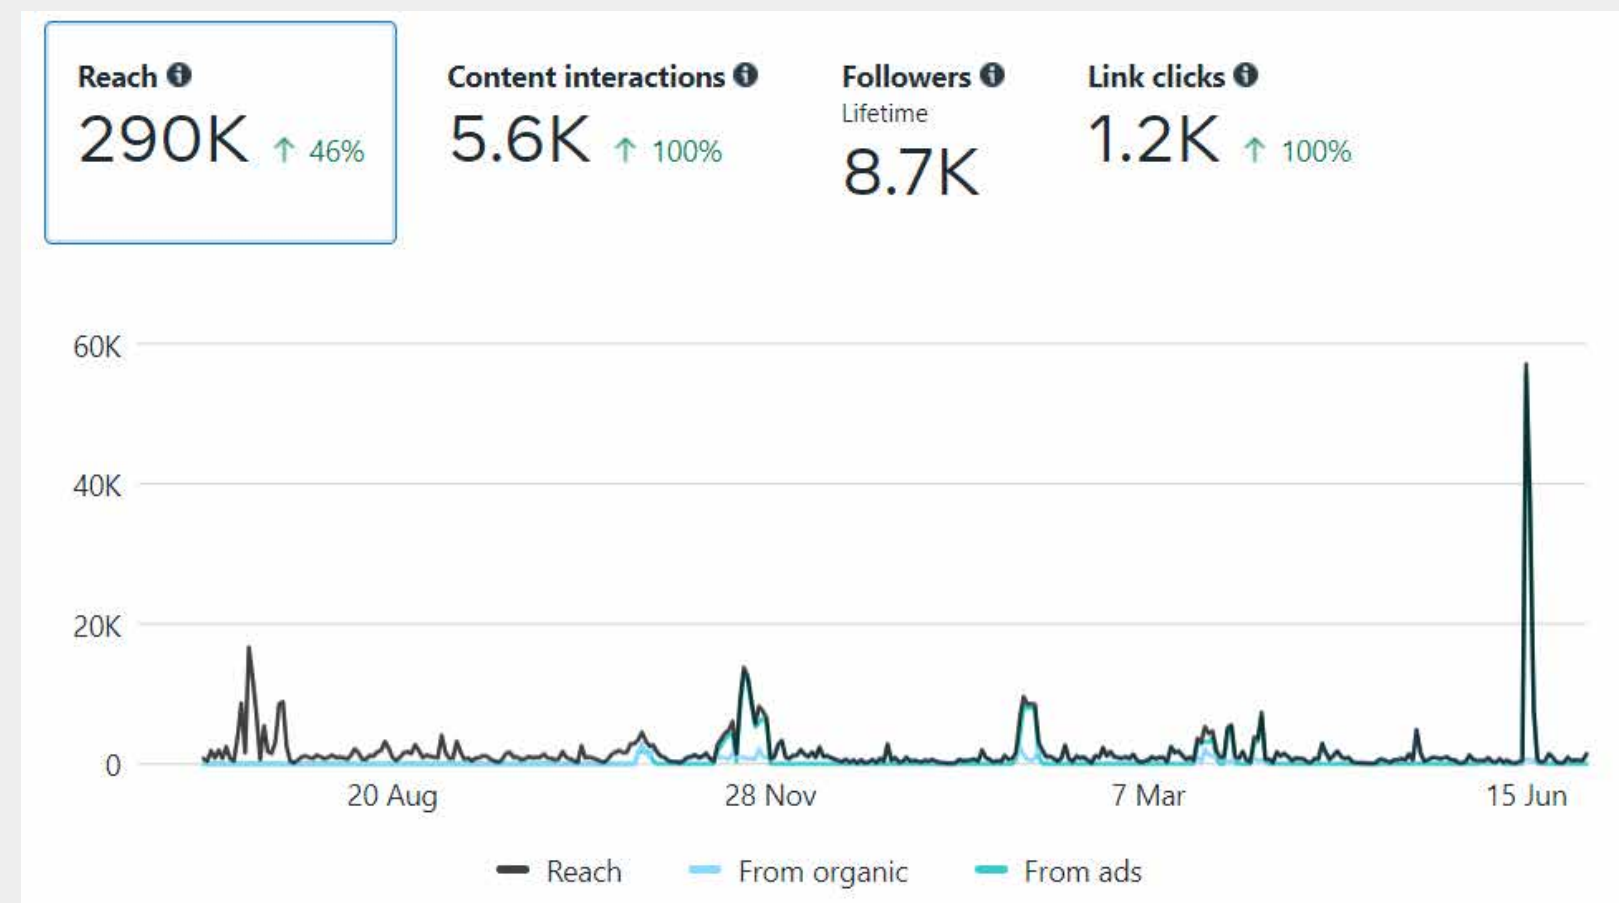 Reach
290K ↑ 46%
Content interactions
5.6K ↑ 100%
Followers
Lifetime
8.7K
Link clicks
1.2K ↑ 100%
60K
40K
20K
0
20 Aug 28 Nov 7 Mar 15 Jun
Reach From organic From ads